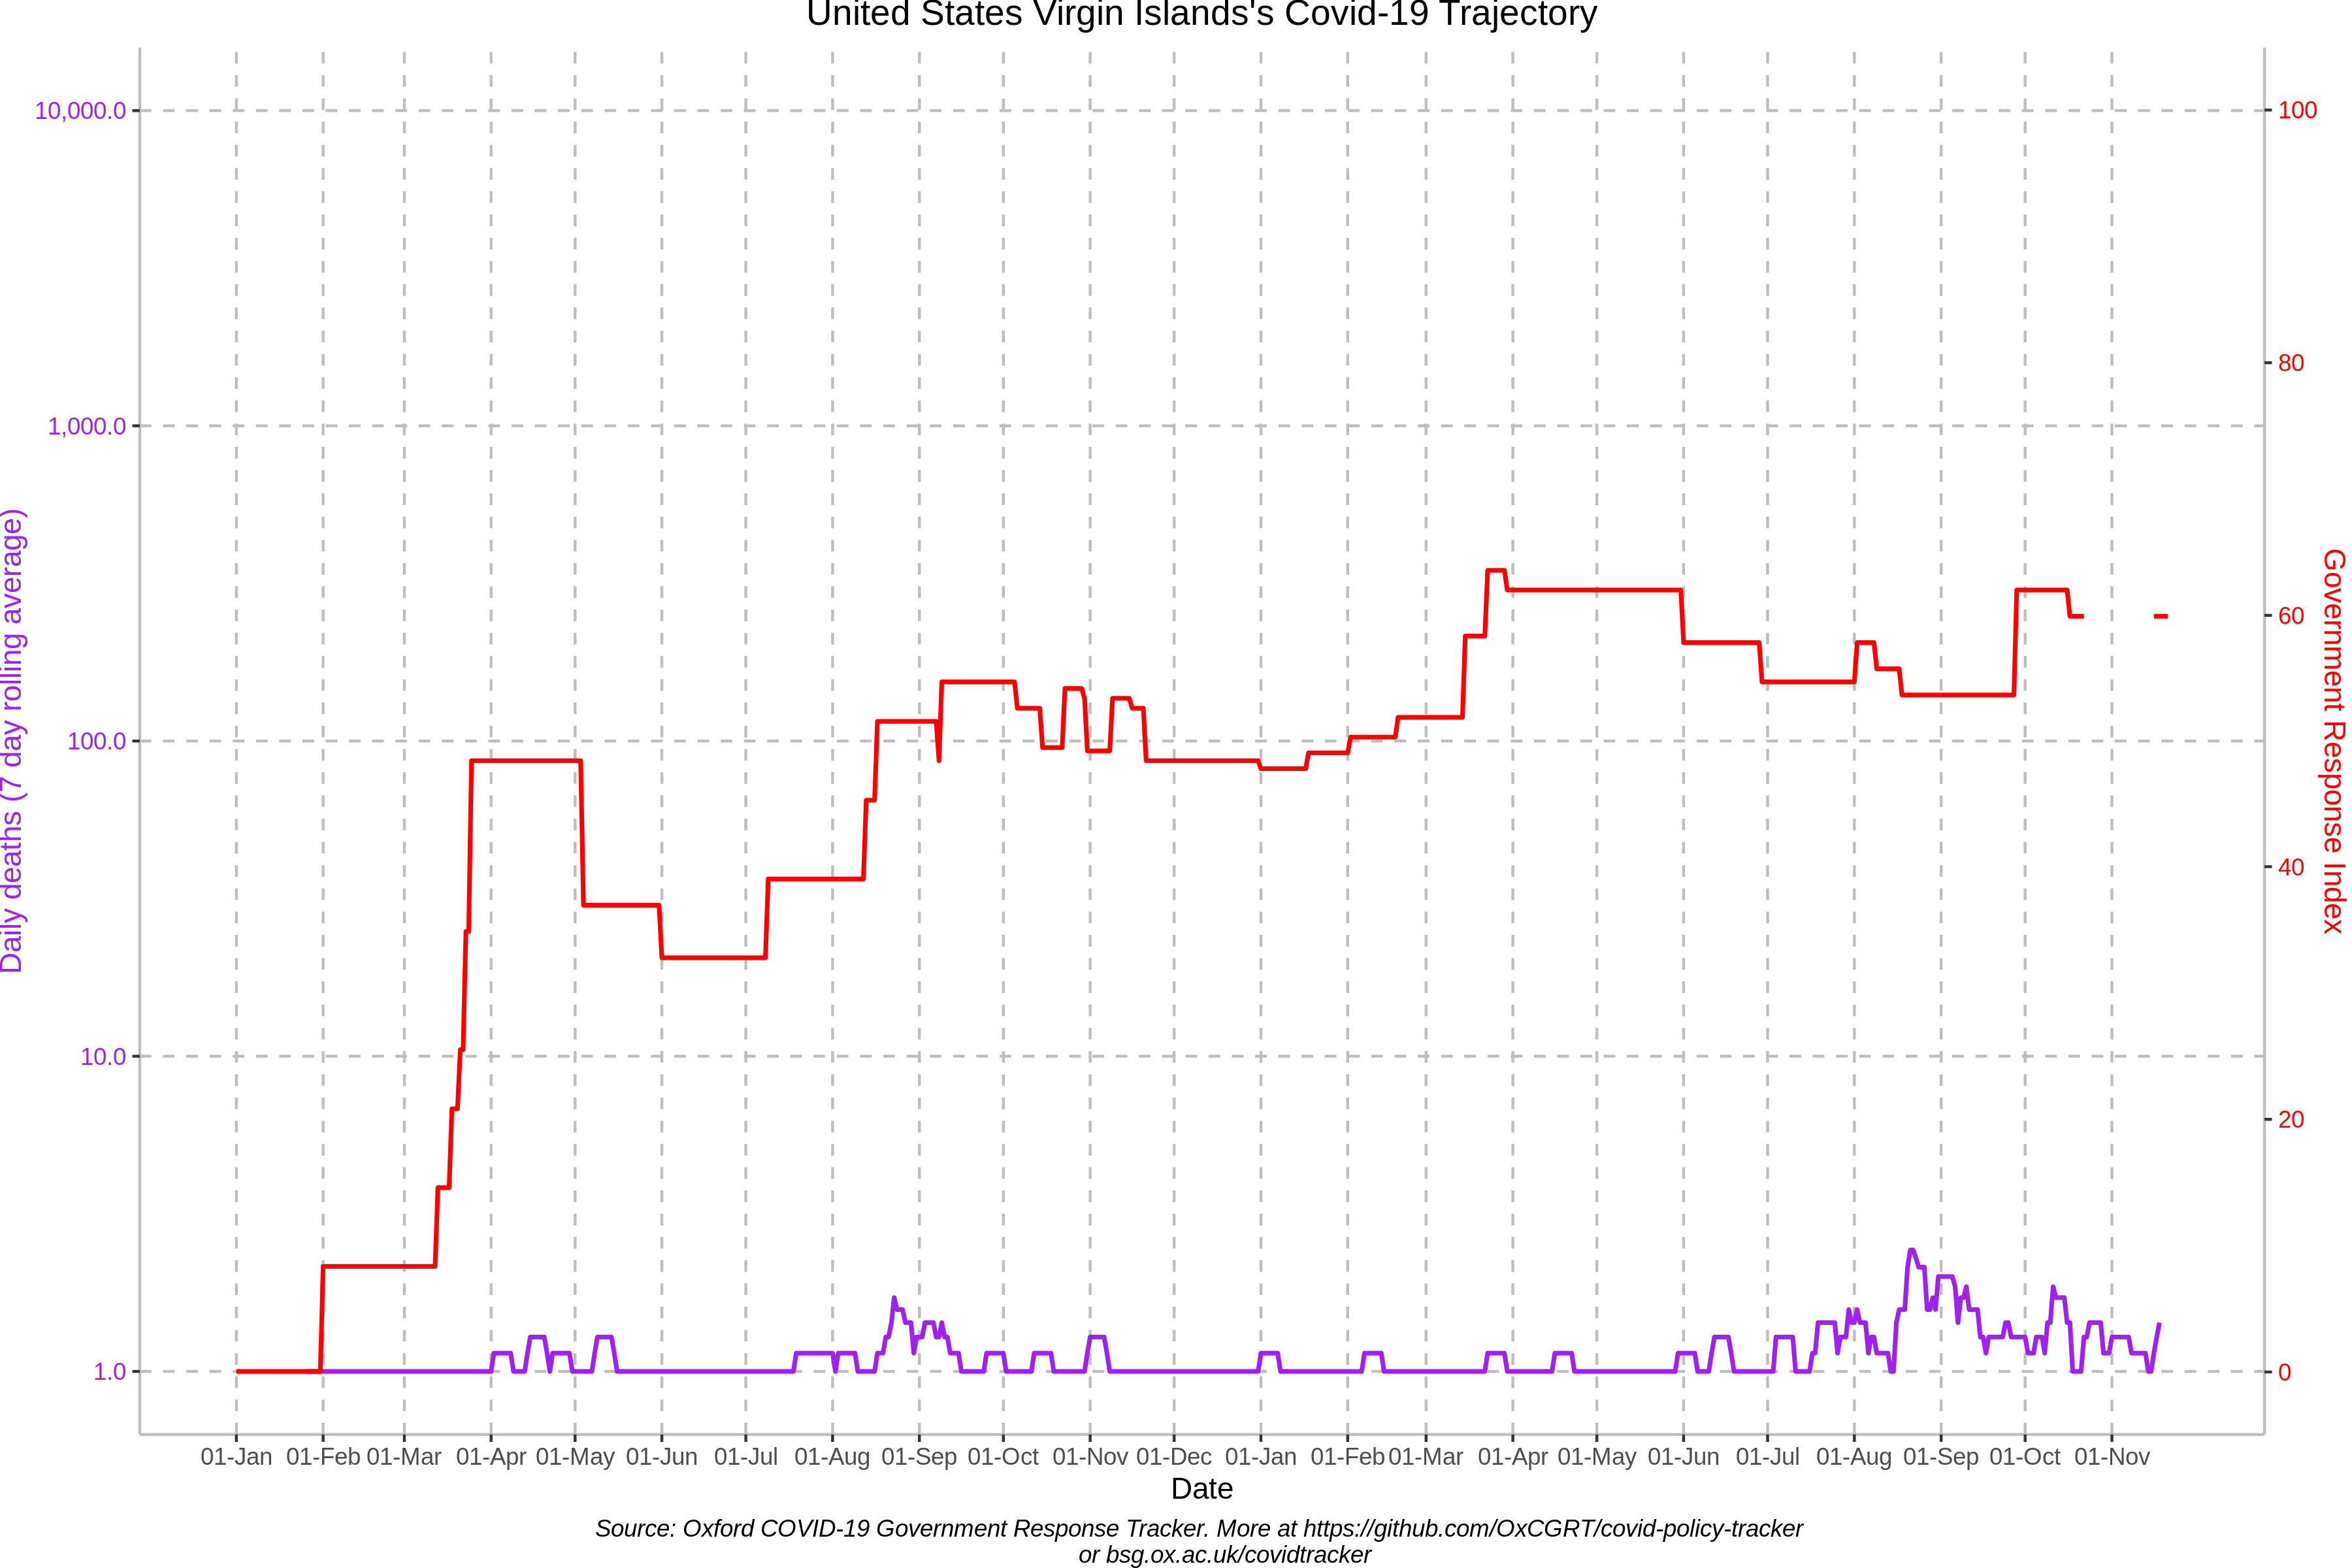 United States Virgin Islands's Covid-19 Trajectory
10,000.0
1,000.0
100.0
10.0
1.0
Daily deaths (7 day rolling average)
100
80
60
40
20
0
Government Response Index
01-Jan 01-Feb 01-Mar 01-Apr 01-May 01-Jun 01-Jul 01-Aug 01-Sep 01-Oct 01-Nov 01-Dec 01-Jan 01-Feb 01-Mar 01-Apr 01-May 01-Jun 01-Jul 01-Aug 01-Sep 01-Oct 01-Nov
Date
Source: Oxford COVID-19 Government Response Tracker. More at https://github.com/OxCGRT/covid-policy-tracker
or bsg.ox.ac.uk/covidtracker